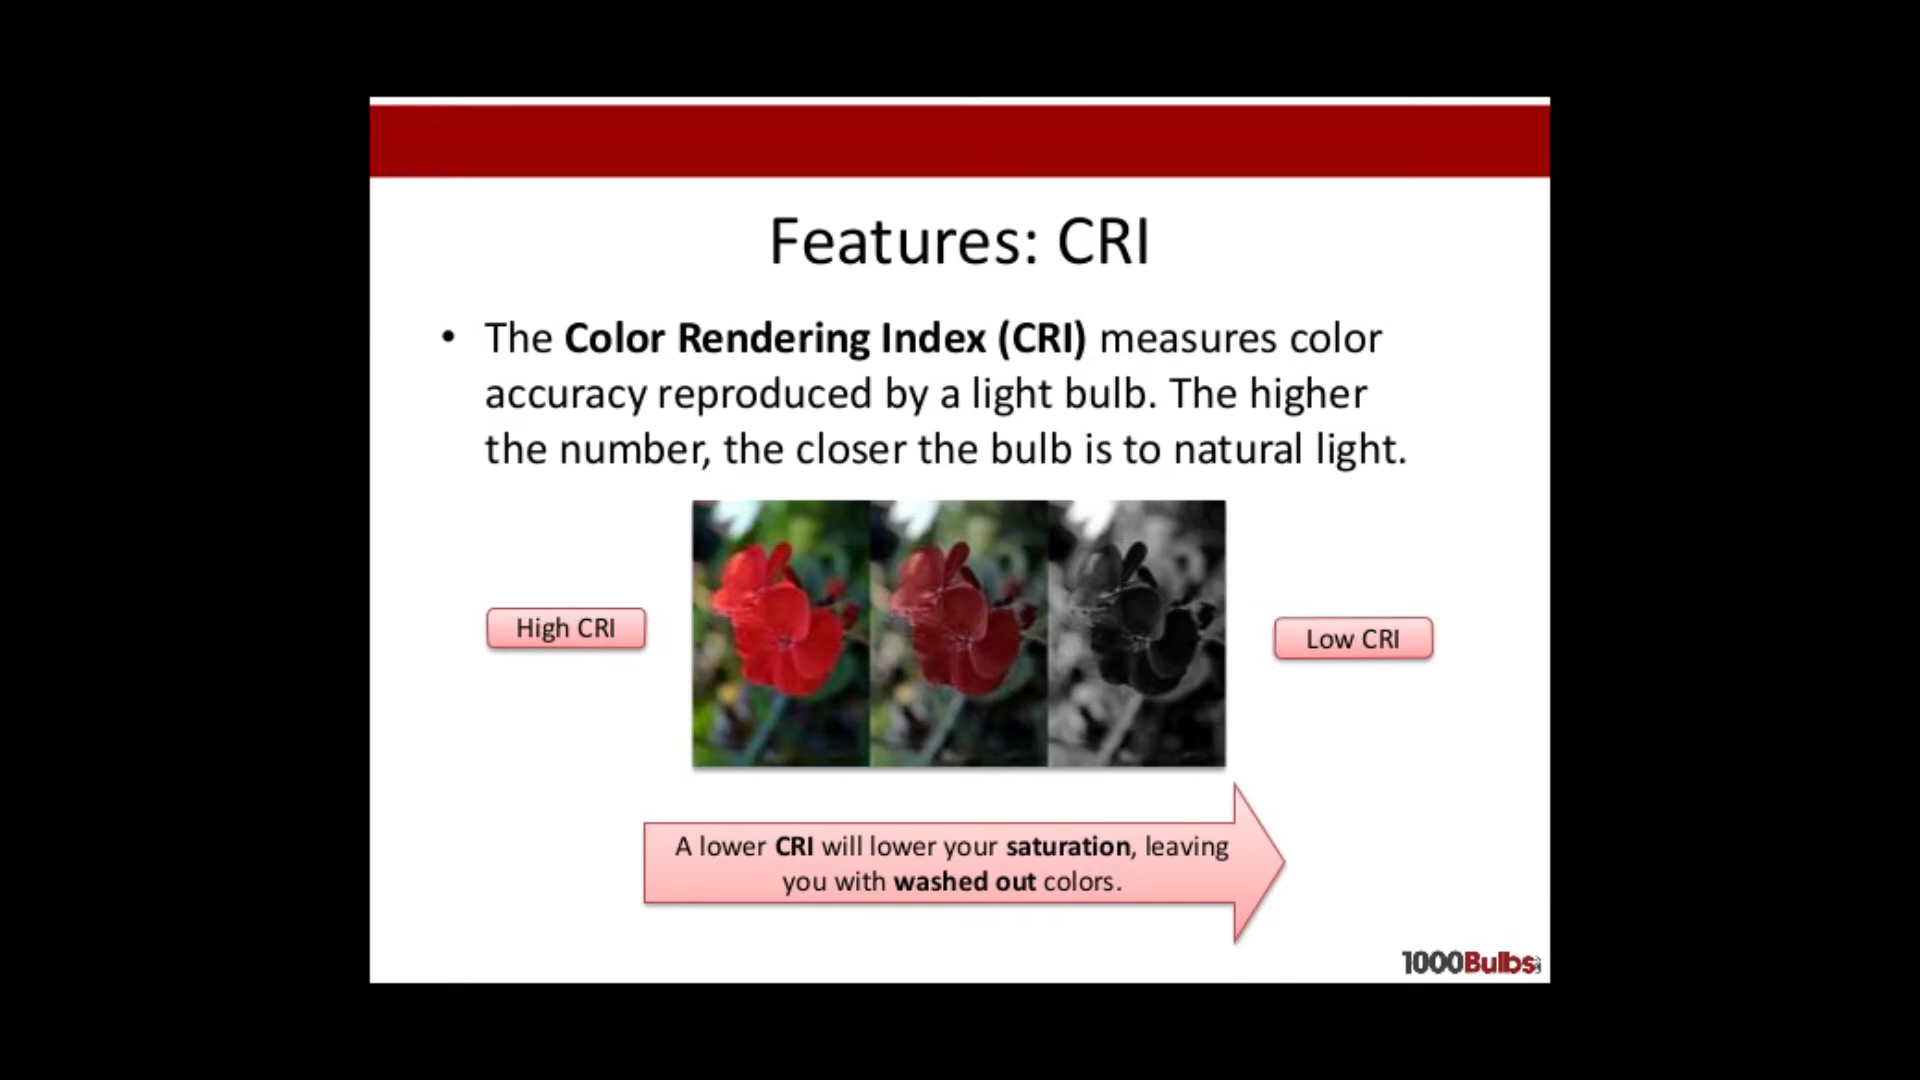 Features: CRI
• The Color Rendering Index (CRI) measures color
accuracy reproduced by a light bulb. The higher
the number, the closer the bulb is to natural light.
High CRI
Low CRI
A lower CRI will lower your saturation, leaving
you with washed out colors.
1000Bulbs